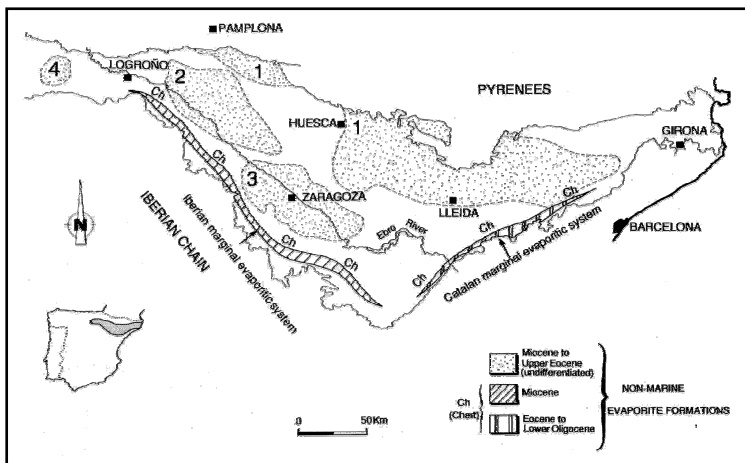 PAMPLONA
4
LOGROÑO
2
1
PYRENEES
Ch
HUESCA
1
GIRONA
Ch
3
ZARAGOZA
Ch
LLEIDA
BARCELONA
N
IBERIAN CHAIN
Iberian marginal evaporitic system
Ch
Ebro River
Ch
Catalan marginal evaporitic system
Ch
Ch
Miocene to
Upper Eocene
(undifferentiated)
Ch
(Chert)
Miocene
Eocene to
Lower Oligocene
NON-MARINE
EVAPORITE FORMATIONS
0 50 Km